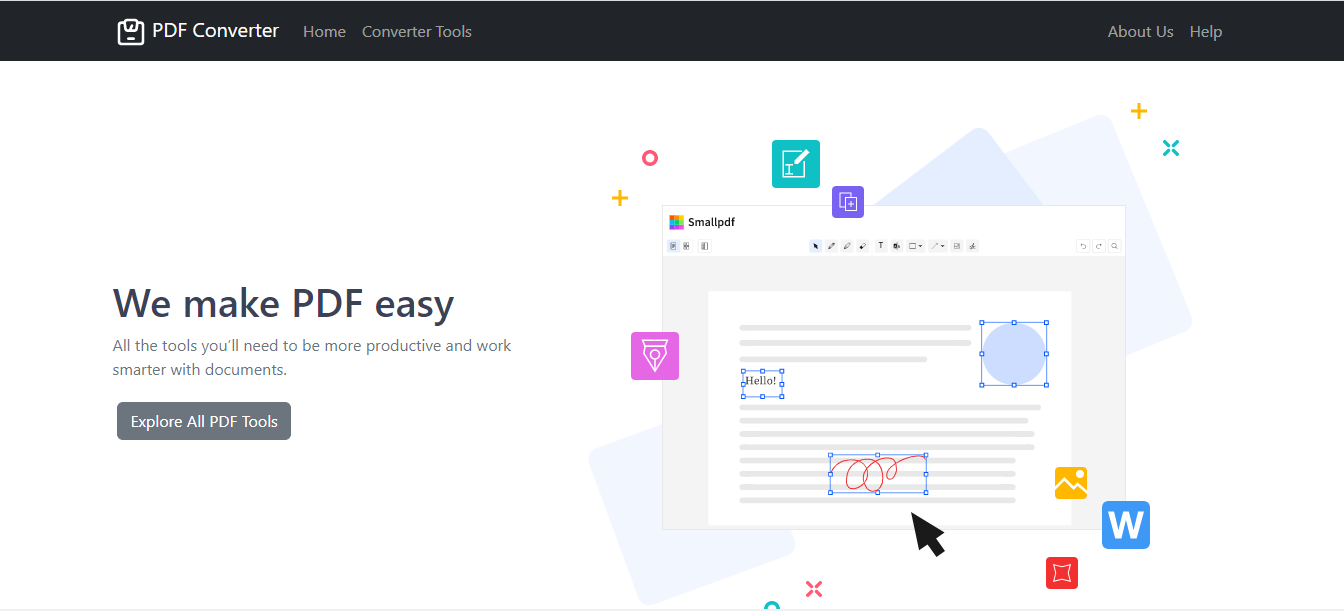 PDF Converter
Home
Converter Tools
About Us
Help
Smallpdf
T
We make PDF easy
All the tools you'll need to be more productive and work
smarter with documents.
Hello!
Explore All PDF Tools
W